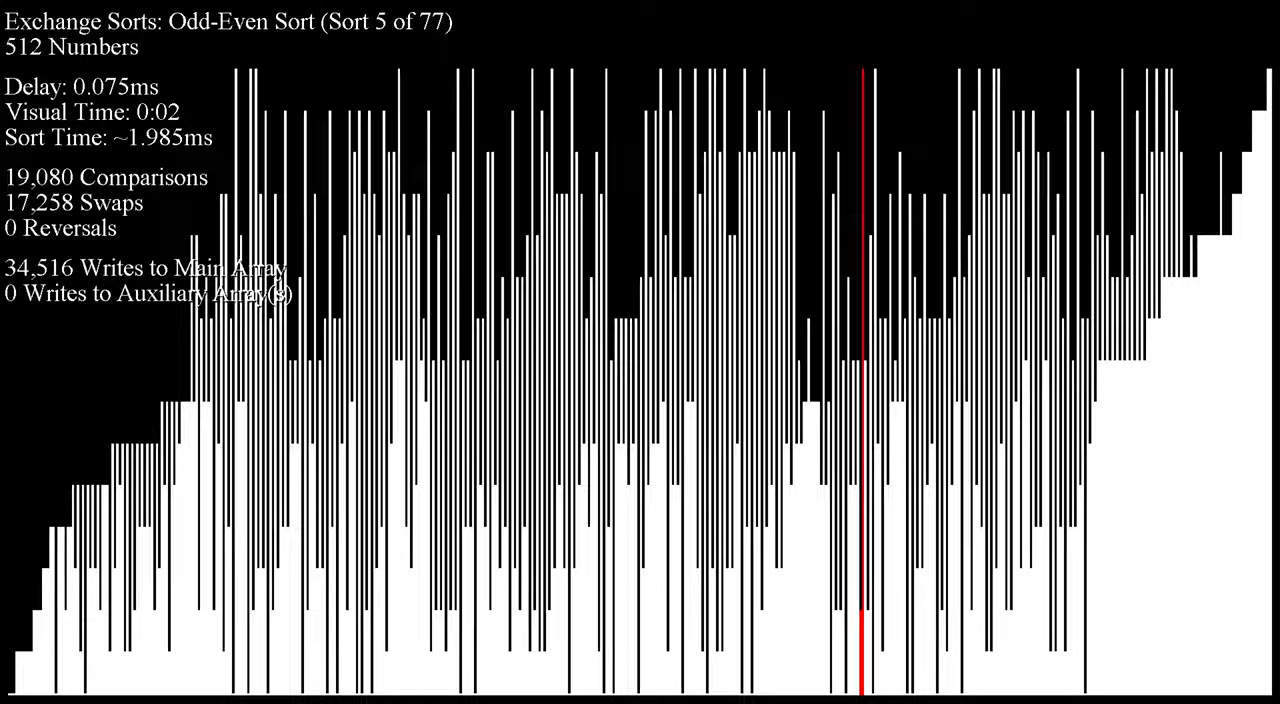 Exchange Sorts: Odd-Even Sort (Sort 5 of 77)
512 Numbers
Delay: 0.075ms
Visual Time: 0:02
Sort Time: ~1.985ms
19,080 Comparisons
17,258 Swaps
0 Reversals
34,516 Writes to Main Array
0 Writes to Auxiliary Array(s)